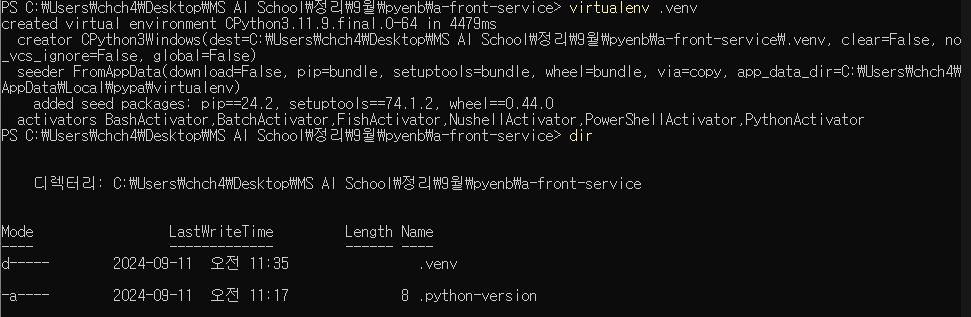 PS C:₩Users₩chch4₩Desktop₩MS AI School₩정리₩9월₩pyenb₩a-front-service> virtualenv .venv
created virtual environment CPython3.11.9.final.0-64 in 4479ms
  creator CPython3Windows(dest=C:₩Users₩chch4₩Desktop₩MS AI School₩정리₩9월₩pyenb₩a-front-service₩.venv, clear=False, no
_vcs_ignore=False, global=False)
  seeder FromAppData(download=False, pip=bundle, setuptools=bundle, wheel=bundle, via=copy, app_data_dir=C:₩Users₩chch4₩
AppData₩Local₩pypa₩virtualenv)
    added seed packages: pip==24.2, setuptools==74.1.2, wheel==0.44.0
  activators BashActivator,BatchActivator,FishActivator,NushellActivator,PowerShellActivator,PythonActivator
PS C:₩Users₩chch4₩Desktop₩MS AI School₩정리₩9월₩pyenb₩a-front-service> dir
    디렉터리: C:₩Users₩chch4₩Desktop₩MS AI School₩정리₩9월₩pyenb₩a-front-service
Mode                 LastWriteTime         Length Name
----                 -------------         ------ ----
d-----        2024-09-11  오전 11:35                .venv
-a----        2024-09-11  오전 11:17              8 .python-version